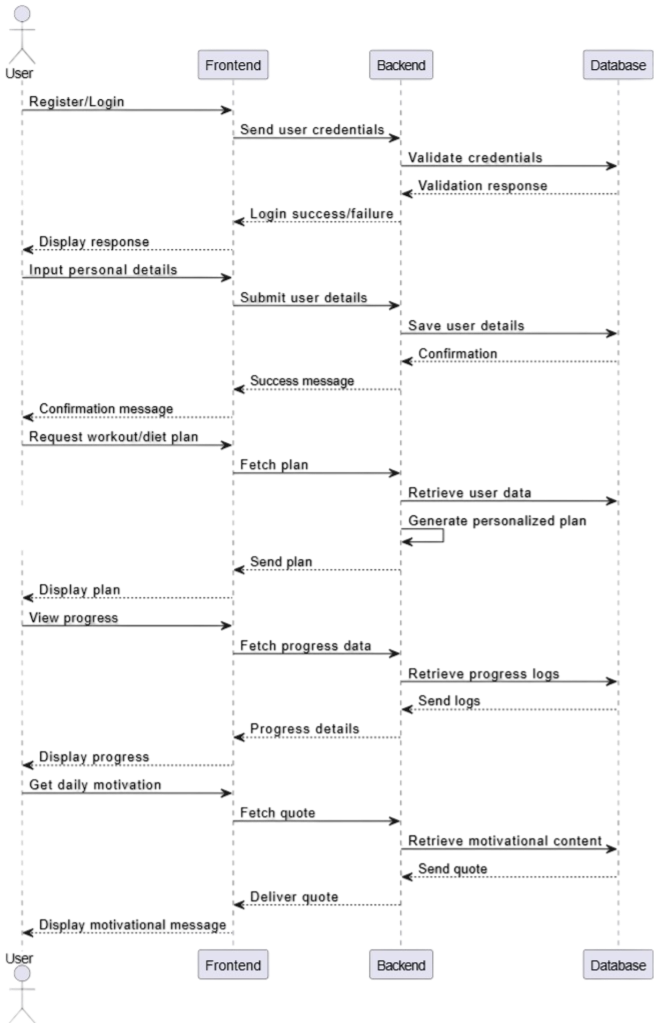 User
Frontend
Backend
Database
Register/Login
Send user credentials
Validate credentials
Validation response
Login success/failure
Display response
Input personal details
Submit user details
Save user details
Confirmation
Success message
Confirmation message
Request workout/diet plan
Fetch plan
Retrieve user data
Generate personalized plan
Send plan
Display plan
View progress
Fetch progress data
Retrieve progress logs
Send logs
Progress details
Display progress
Get daily motivation
Fetch quote
Retrieve motivational content
Send quote
Deliver quote
Display motivational message
User
Frontend
Backend
Database